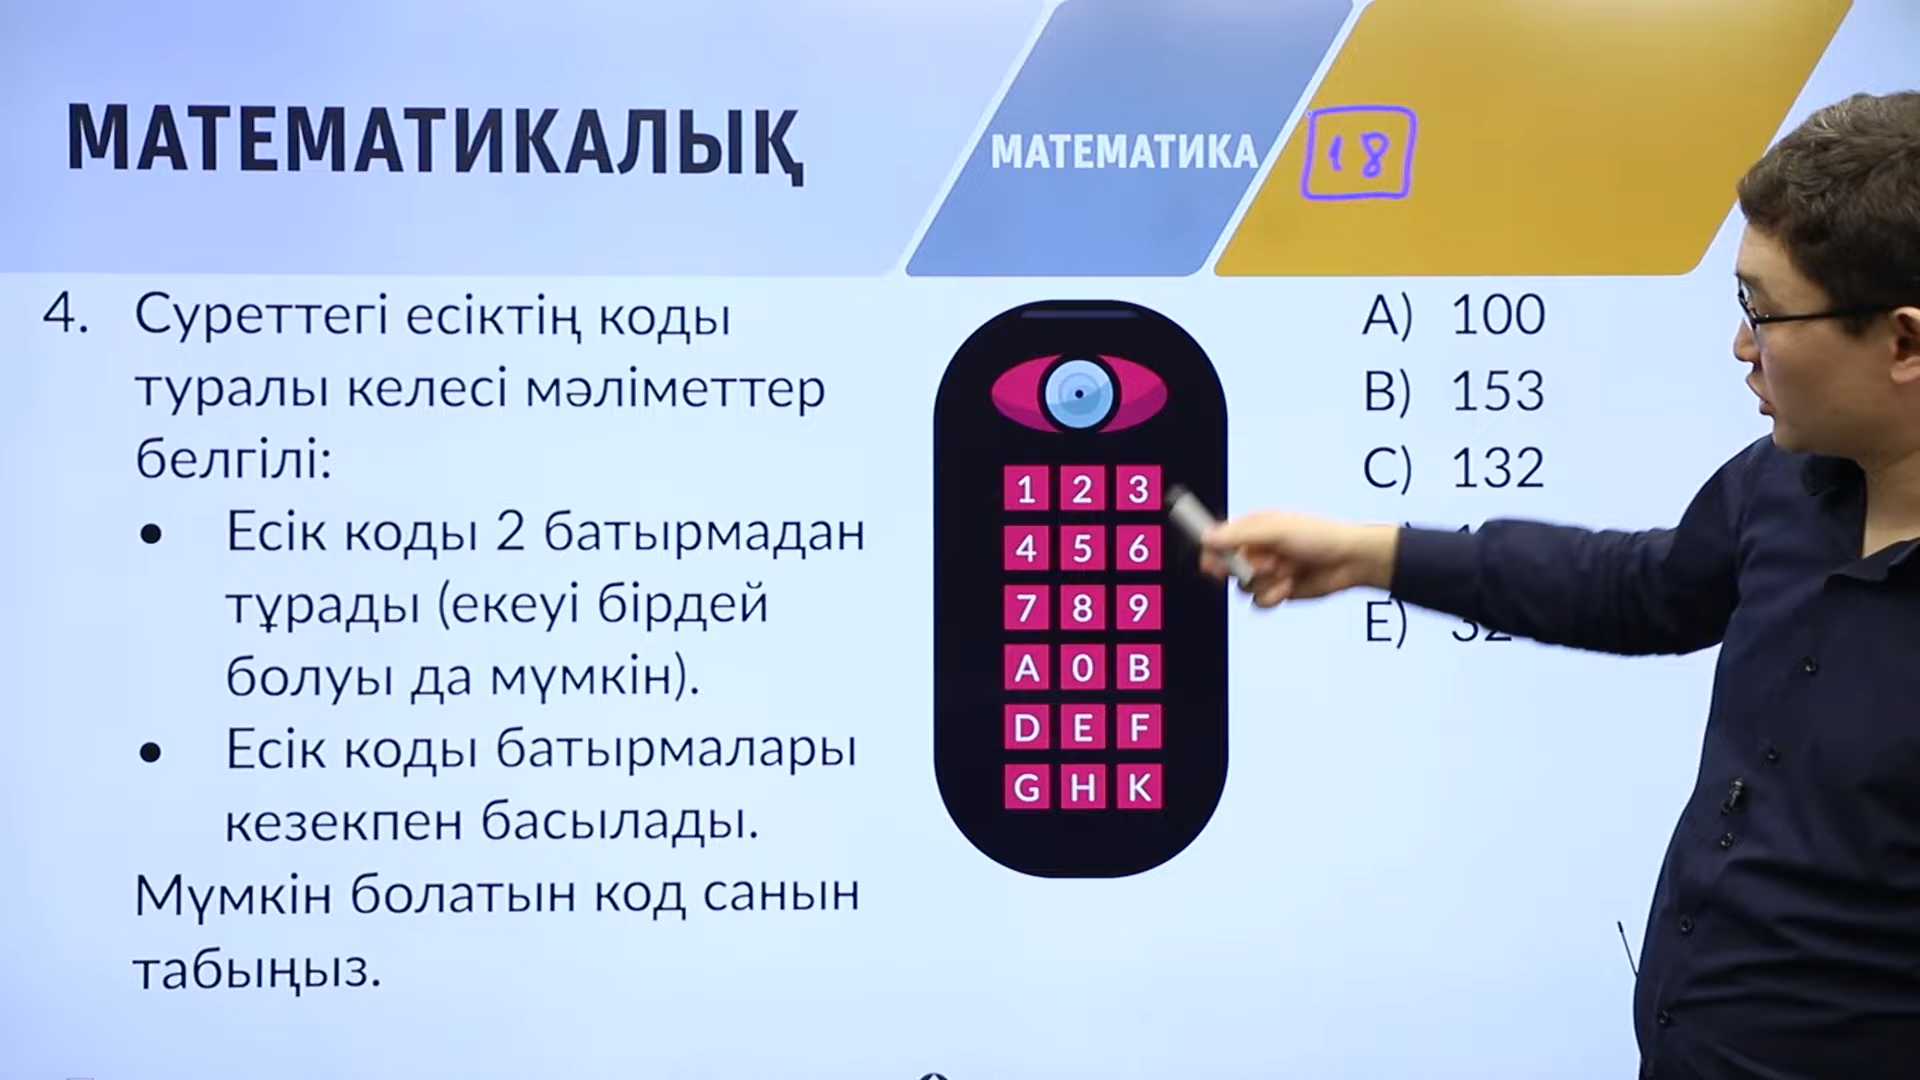 МАТЕМАТИКАЛЫҚ
МАТЕМАТИКА
18
4. Суреттегі есіктің коды
туралы келесі мәліметтер
белгілі:
• Есік коды 2 батырмадан
тұрады (екеуі бірдей
болуы да мүмкін).
• Есік коды батырмалары
кезекпен басылады.
Мүмкін болатын код санын
табыңыз.
1 2 3
4 5 6
7 8 9
A 0 B
D E F
G H K
A) 100
B) 153
C) 132
E)